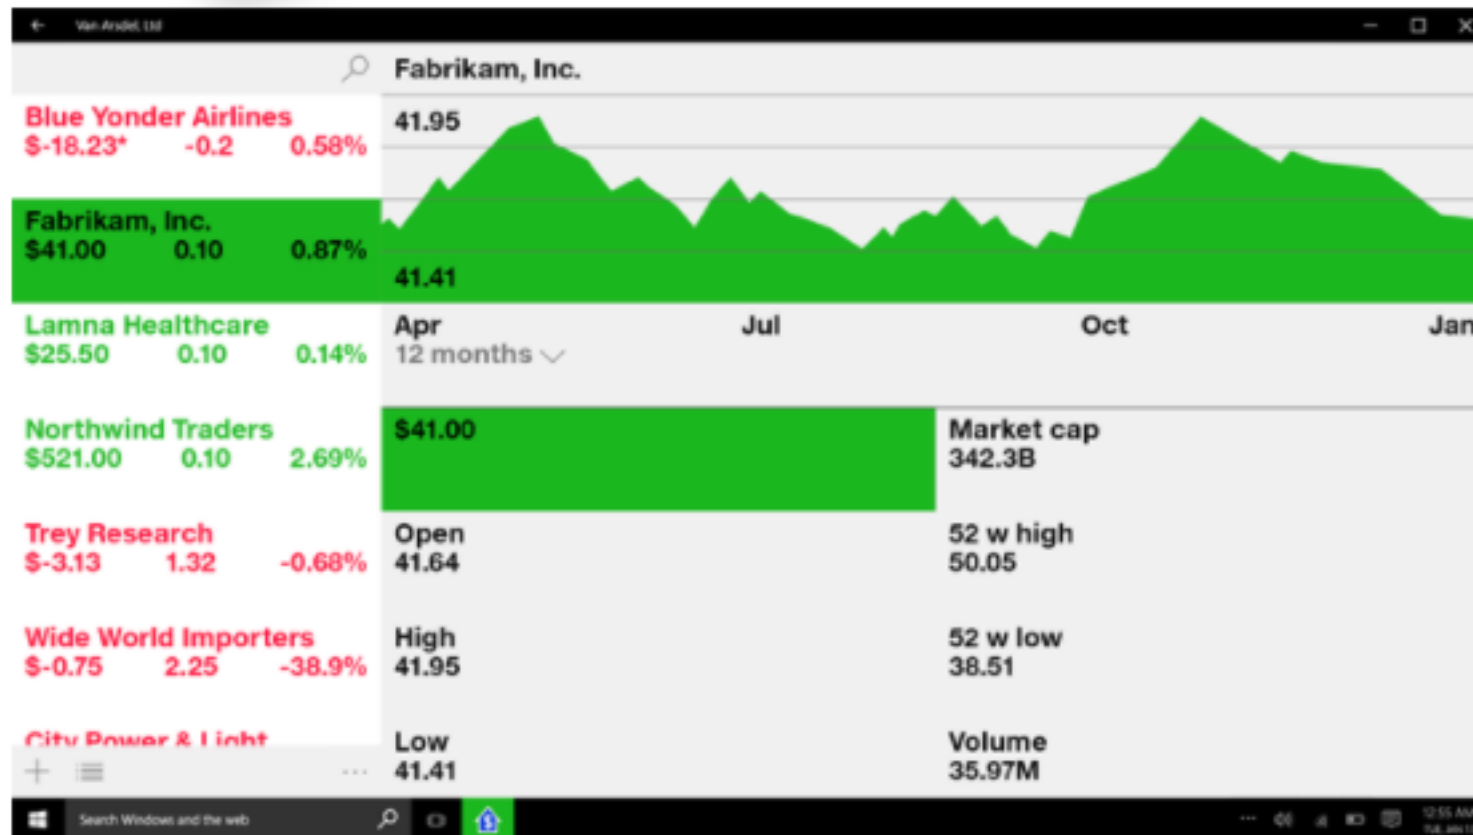 Van Arsdel, Ltd
Fabrikam, Inc.
Blue Yonder Airlines
$-18.23* -0.2 0.58%
Fabrikam, Inc.
$41.00 0.10 0.87%
Lamna Healthcare
$25.50 0.10 0.14%
Northwind Traders
$521.00 0.10 2.69%
Trey Research
$-3.13 1.32 -0.68%
Wide World Importers
$-0.75 2.25 -38.9%
City Power & Light
41.95
41.41
Apr Jul Oct Jan
12 months
$41.00
Market cap
342.3B
Open
41.64
52 w high
50.05
High
41.95
52 w low
38.51
Low
41.41
Volume
35.97M
Search Windows and the web
12:55 AM